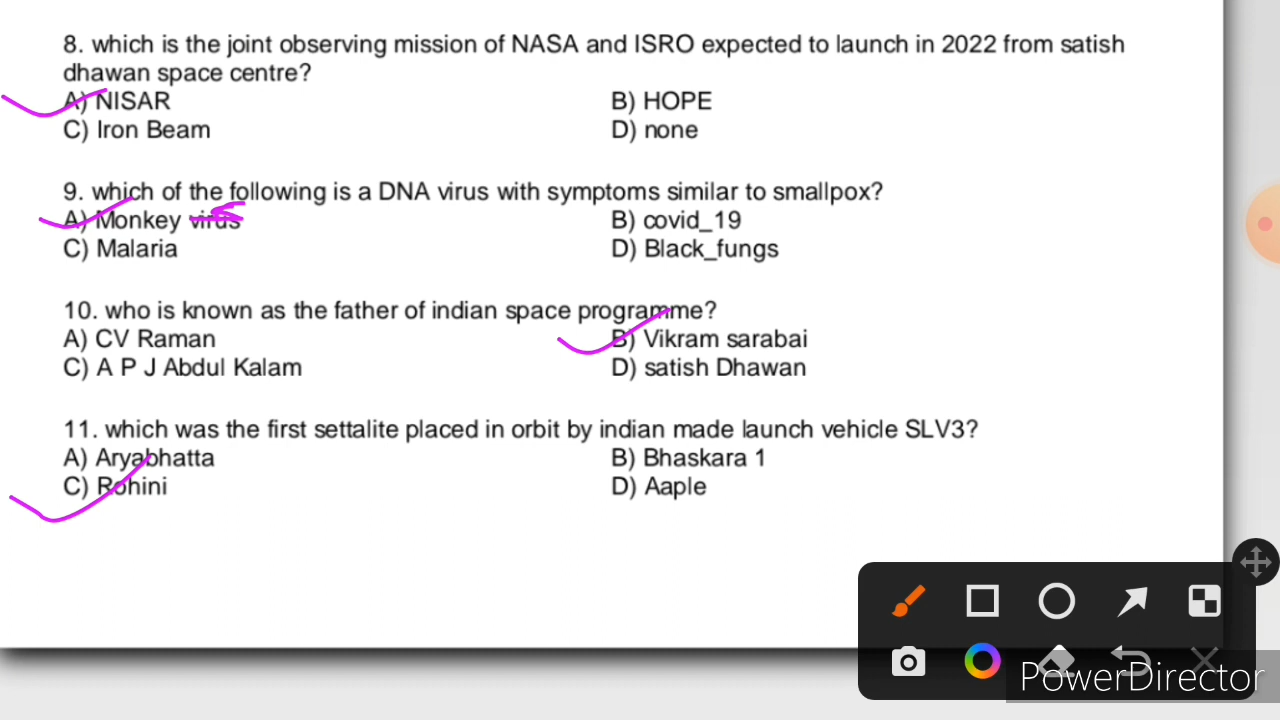 8. which is the joint observing mission of NASA and ISRO expected to launch in 2022 from satish
dhawan space centre?
A) NISAR B) HOPE
C) Iron Beam D) none
9. which of the following is a DNA virus with symptoms similar to smallpox?
A) Monkey virus B) covid_19
C) Malaria D) Black_fungs
10. who is known as the father of indian space programme?
A) CV Raman B) Vikram sarabai
C) A P J Abdul Kalam D) satish Dhawan
11. which was the first settalite placed in orbit by indian made launch vehicle SLV3?
A) Aryabhatta B) Bhaskara 1
C) Rohini D) Aaple
PowerDirector